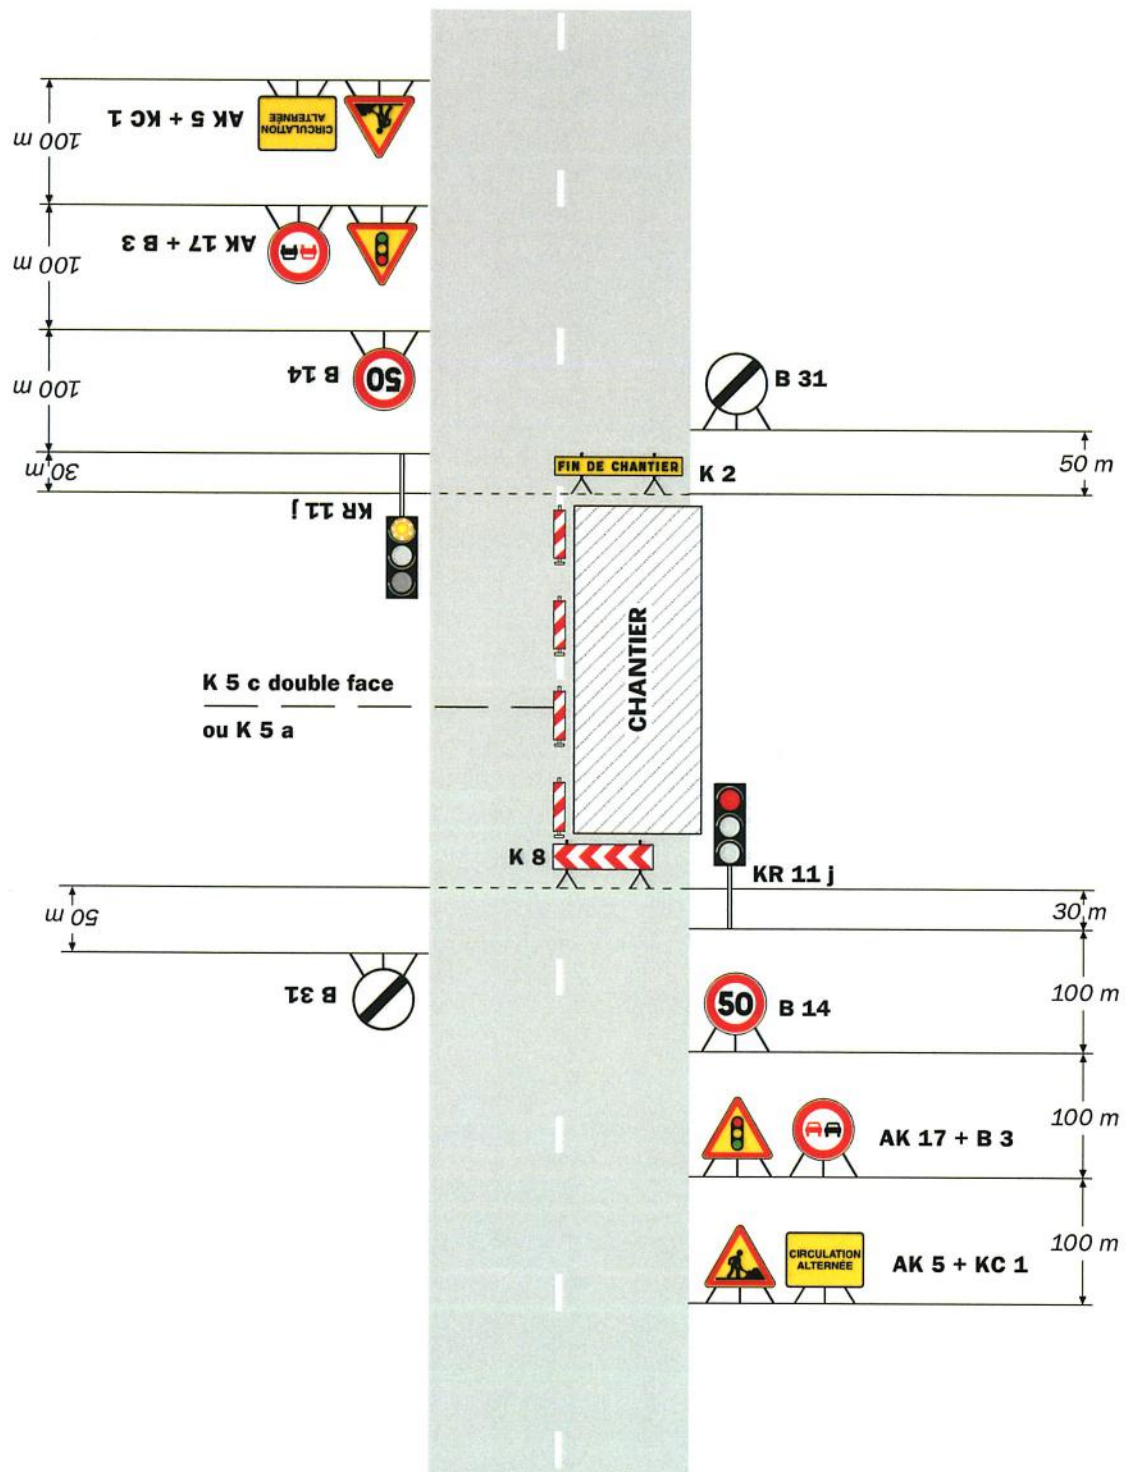 AK 5 + KC 1
CIRCULATION
ALTERNÉE
100 m
AK 17 + B 3
100 m
B 14
50
100 m
B 31
30 m
50 m
FIN DE CHANTIER
K 2
KR 11 j
CHANTIER
K 5 c double face
ou K 5 a
K 8
KR 11 j
50 m
30 m
B 31
50
B 14
100 m
AK 17 + B 3
100 m
CIRCULATION
ALTERNÉE
AK 5 + KC 1
100 m